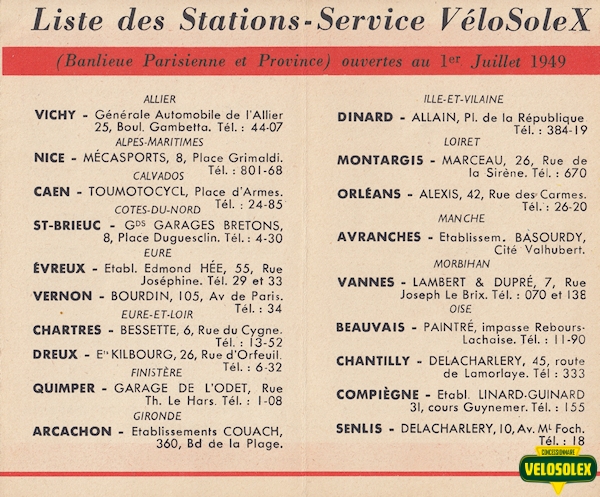 Liste des Stations-Service VéloSoleX
(Banlieue Parisienne et Province) ouvertes au 1er Juillet 1949
ALLIER
VICHY - Générale Automobile de l'Allier
25, Boul. Gambetta. Tél. : 44-07
ALPES-MARITIMES
NICE - MÉCASPORTS, 8, Place Grimaldi.
Tél. : 801-68
CALVADOS
CAEN - TOUMOTOCYCL, Place d'Armes.
Tél. : 24-85
COTES-DU-NORD
ST-BRIEUC - GDS GARAGES BRETONS,
8, Place Duguesclin. Tél. : 4-30
EURE
ÉVREUX - Etabl. Edmond HÉE, 55, Rue
Joséphine. Tél. 29 et 33
VERNON - BOURDIN, 105, Av de Paris.
Tél. : 34
EURE-ET-LOIR
CHARTRES - BESSETTE, 6, Rue du Cygne.
Tél. : 13-52
DREUX - Ets KILBOURG, 26, Rue d'Orfeuil.
Tél. : 6-32
FINISTÈRE
QUIMPER - GARAGE DE L'ODET, Rue
Th. Le Hars. Tél. : 1-08
GIRONDE
ARCACHON - Etablissements COUACH,
360, Bd de la Plage.
ILLE-ET-VILAINE
DINARD - ALLAIN, Pl. de la République
Tél. : 384-19
LOIRET
MONTARGIS - MARCEAU, 26, Rue de
la Sirène. Tél. : 670
ORLÉANS - ALEXIS, 42, Rue des Carmes.
Tél. : 26-20
MANCHE
AVRANCHES - Etablissem. BASOURDY,
Cité Valhubert.
MORBIHAN
VANNES - LAMBERT & DUPRÉ, 7, Rue
Joseph Le Brix. Tél. : 070 et 138
OISE
BEAUVAIS - PAINTRÉ, impasse Rebours-
Lachaise. Tél. : 11-90
CHANTILLY - DELACHARLERY, 45, route
de Lamorlaye. Tél : 333
COMPIÈGNE - Etabl. LINARD-GUINARD
31, cours Guynemer. Tél. : 155
SENLIS - DELACHARLERY, 10, Av. Ml Foch.
Tél. : 18
CONCESSIONNAIRE
VELOSOLEX